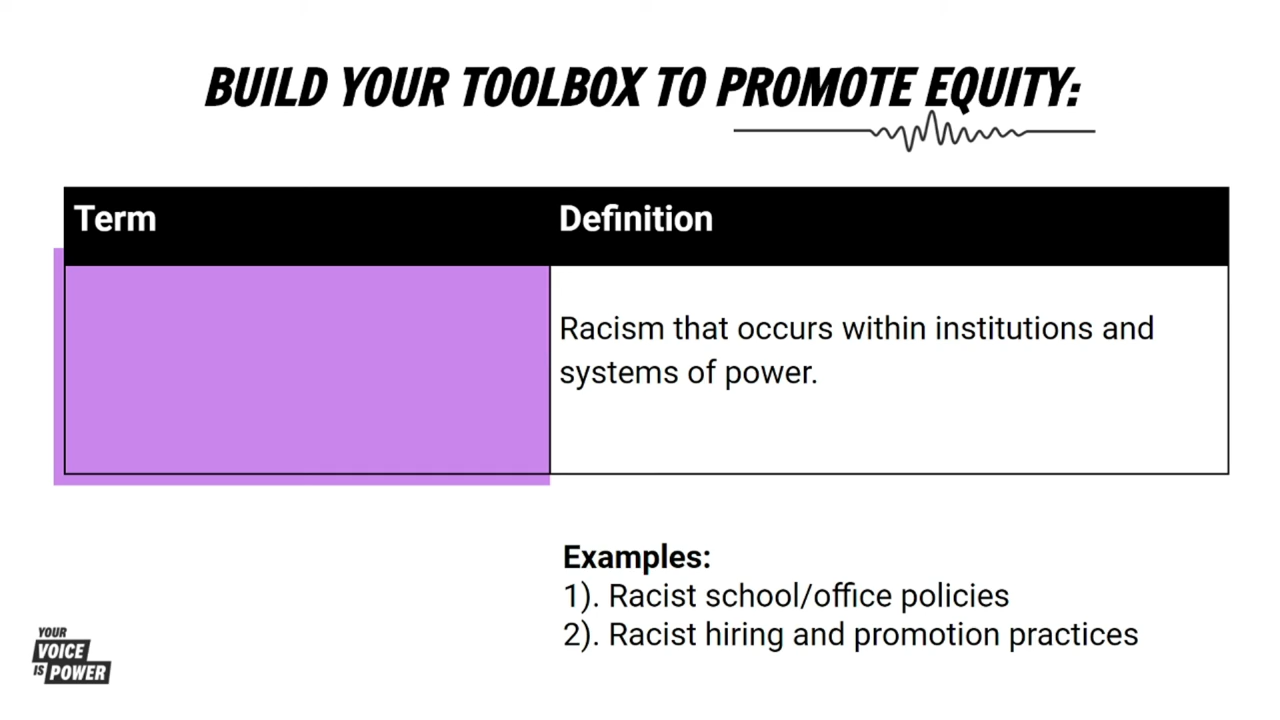 BUILD YOUR TOOLBOX TO PROMOTE EQUITY:
Term
Definition
Racism that occurs within institutions and
systems of power.
Examples:
1). Racist school/office policies
2). Racist hiring and promotion practices
YOUR
VOICE
IS POWER